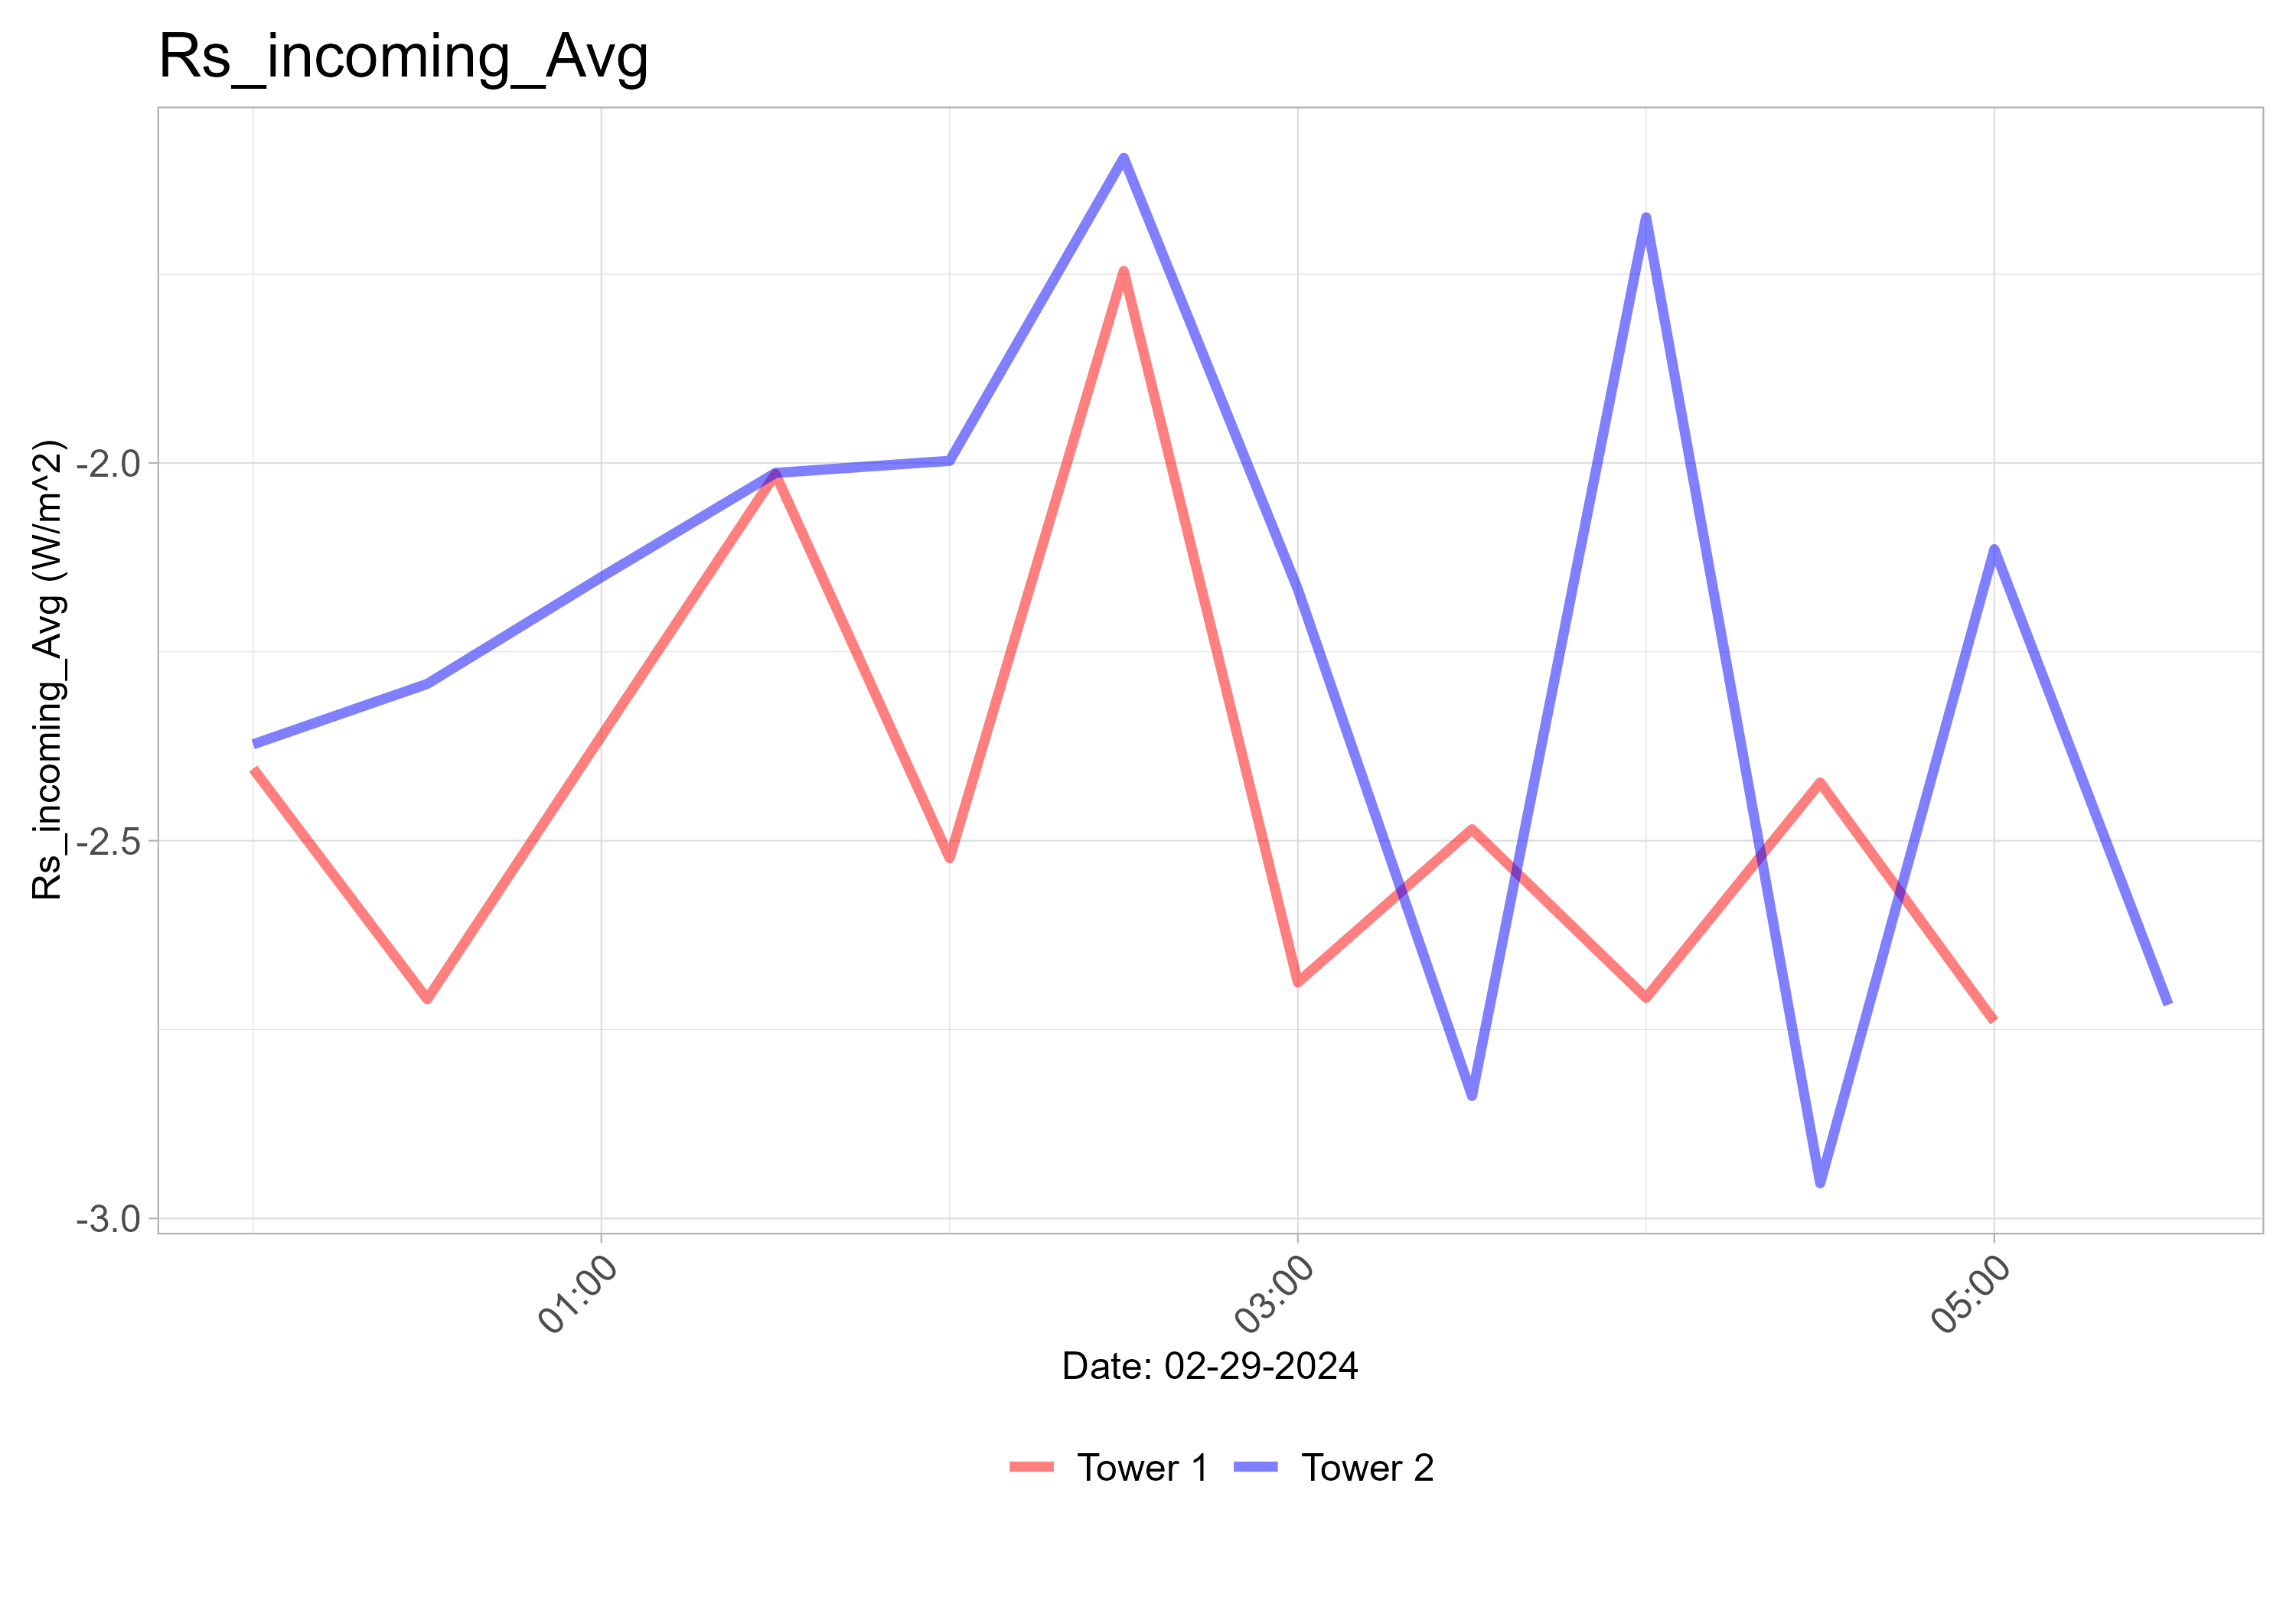 Rs_incoming_Avg
Rs_incoming_Avg (W/m^2)
-2.0
-2.5
-3.0
01:00
03:00
05:00
Date: 02-29-2024
Tower 1
Tower 2